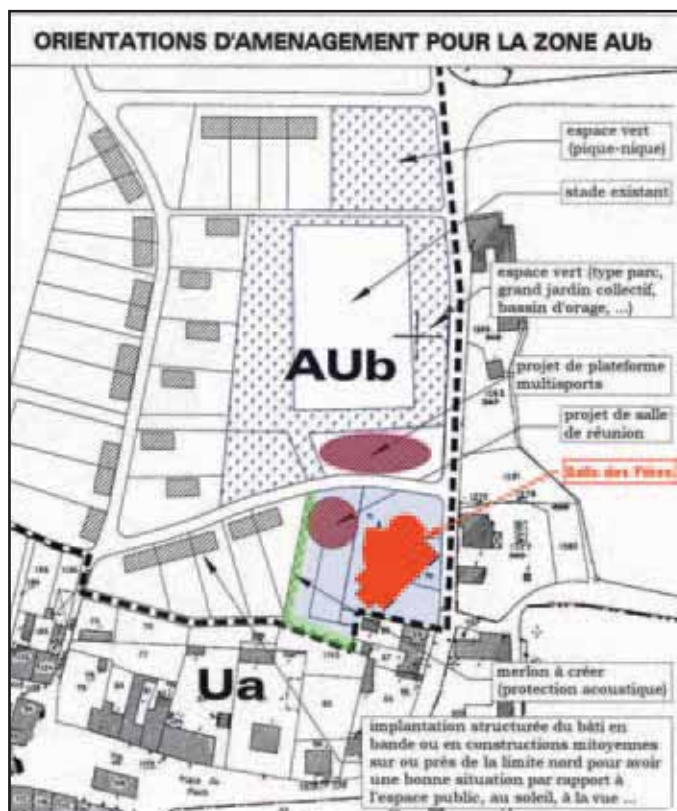 ORIENTATIONS D'AMENAGEMENT POUR LA ZONE AUb
espace vert
(pique-nique)
stade existant
espace vert (type parc,
grand jardin collectif,
bassin d'orage, ...)
AUb
projet de plateforme
multisports
projet de salle
de réunion
Salle des Fêtes
Ua
merlon à créer
(protection acoustique)
implantation structurée du bâti en
bande ou en constructions mitoyennes
sur ou près de la limite nord pour avoir
une bonne situation par rapport à
l'espace public, au soleil, à la vue ...